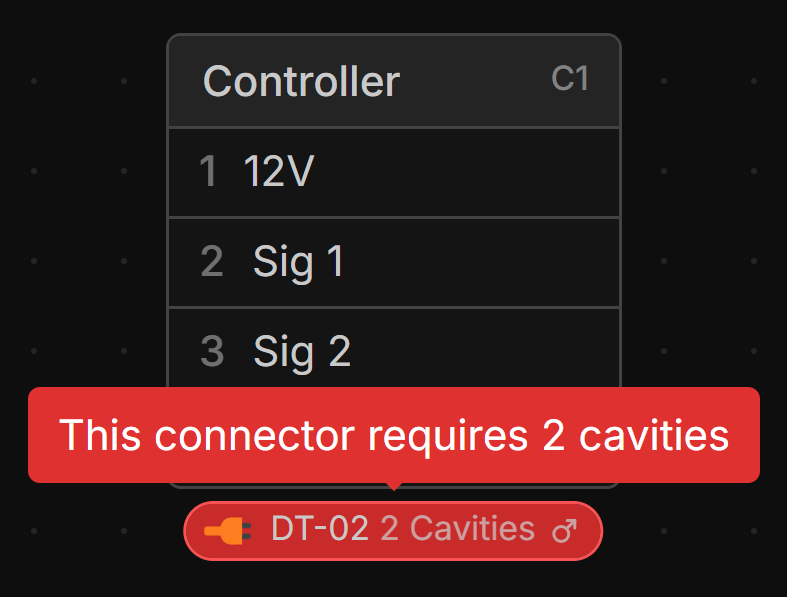 Controller C1
1 12V
2 Sig 1
3 Sig 2
This connector requires 2 cavities
DT-02 2 Cavities ♂